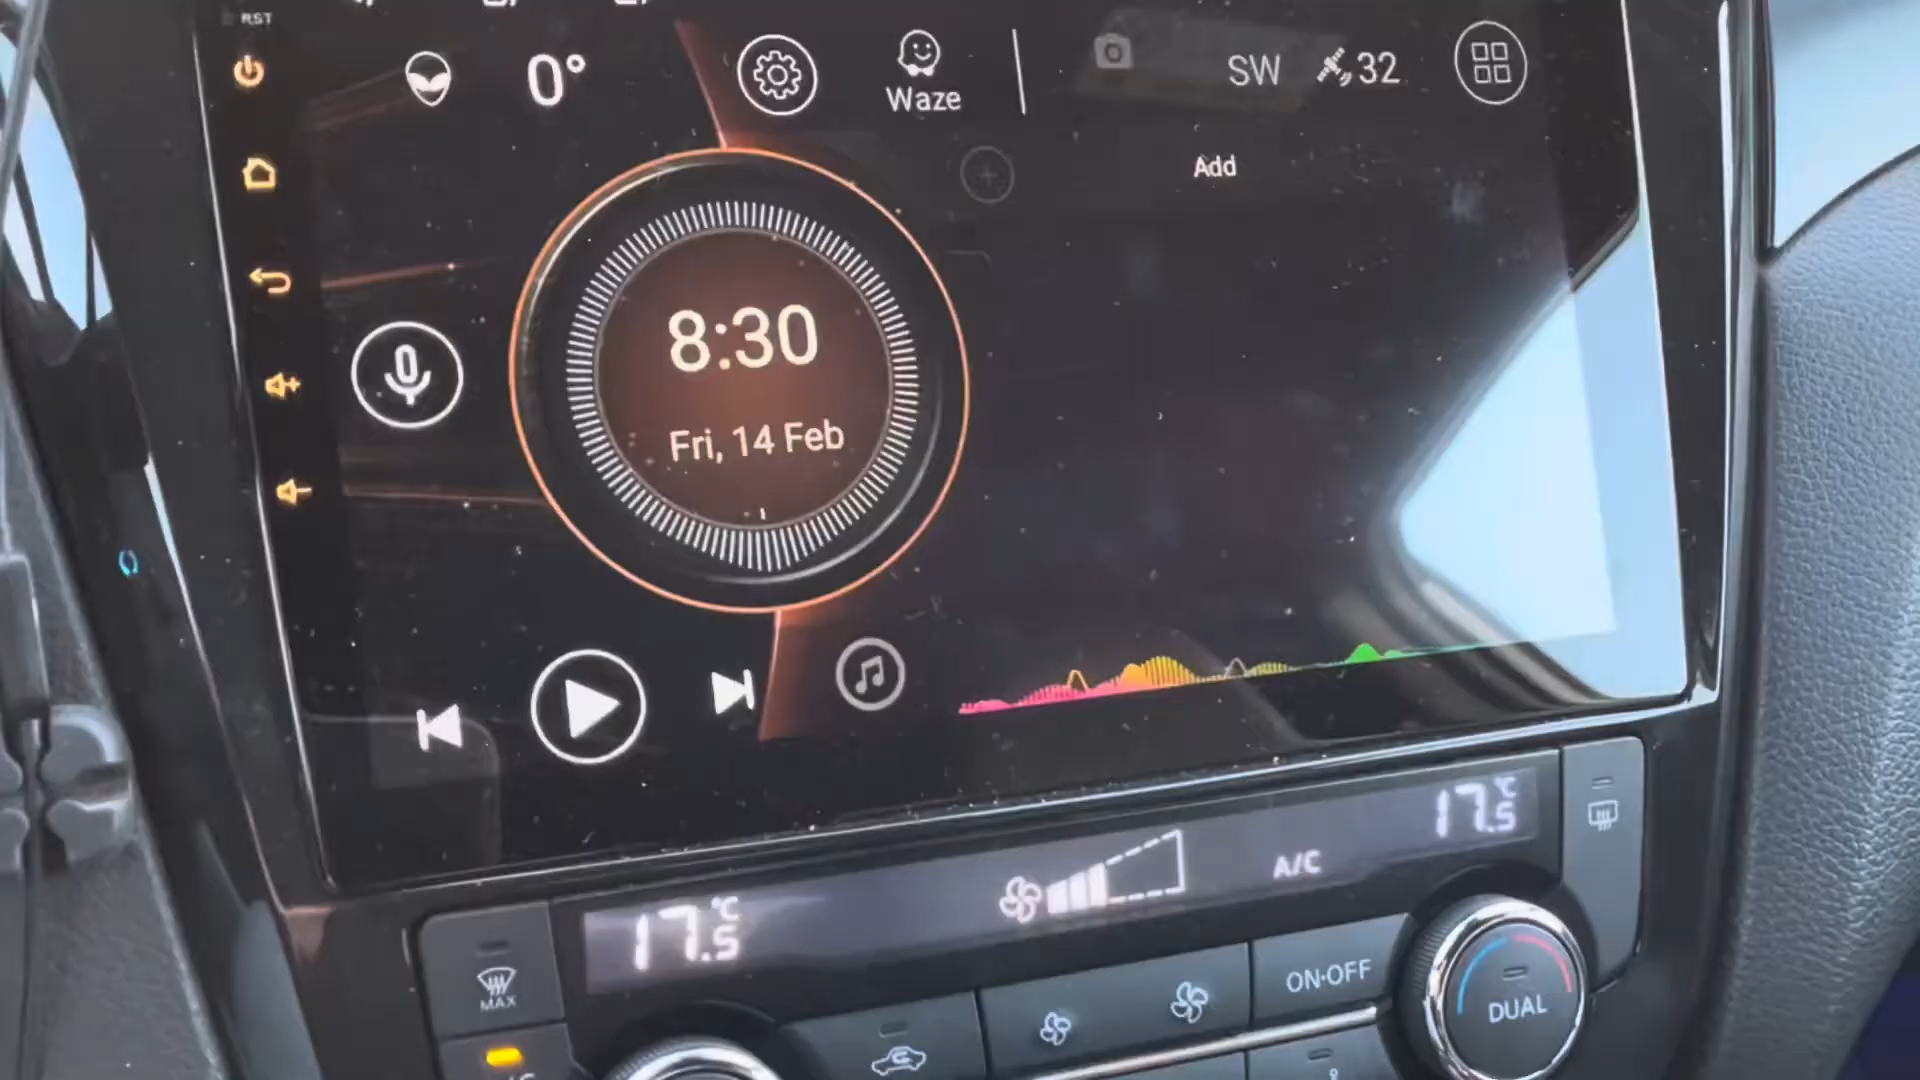 RST
0°
Waze
SW
32
Add
8:30
Fri, 14 Feb
17.5 °C
A/C
17.5 °C
MAX
ON·OFF
DUAL